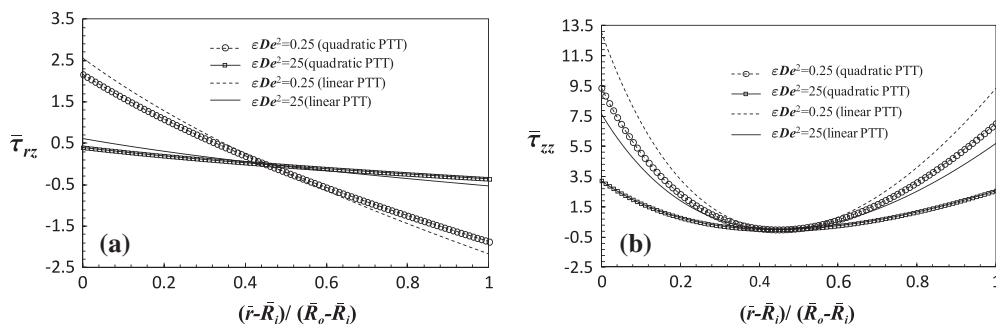 3.5
2.5
1.5
0.5
-0.5
-1.5
-2.5
τ̄rz
εDe²=0.25 (quadratic PTT)
εDe²=25(quadratic PTT)
εDe²=0.25 (linear PTT)
εDe²=25(linear PTT)
(a)
0 0.2 0.4 0.6 0.8 1
(r̄-R̄i)/ (R̄o-R̄i)
13.5
11.5
9.5
7.5
5.5
3.5
1.5
-0.5
-2.5
τ̄zz
εDe²=0.25 (quadratic PTT)
εDe²=25 (quadratic PTT)
εDe²=0.25 (linear PTT)
εDe²=25(linear PTT)
(b)
0 0.2 0.4 0.6 0.8 1
(r̄-R̄i)/ (R̄o-R̄i)